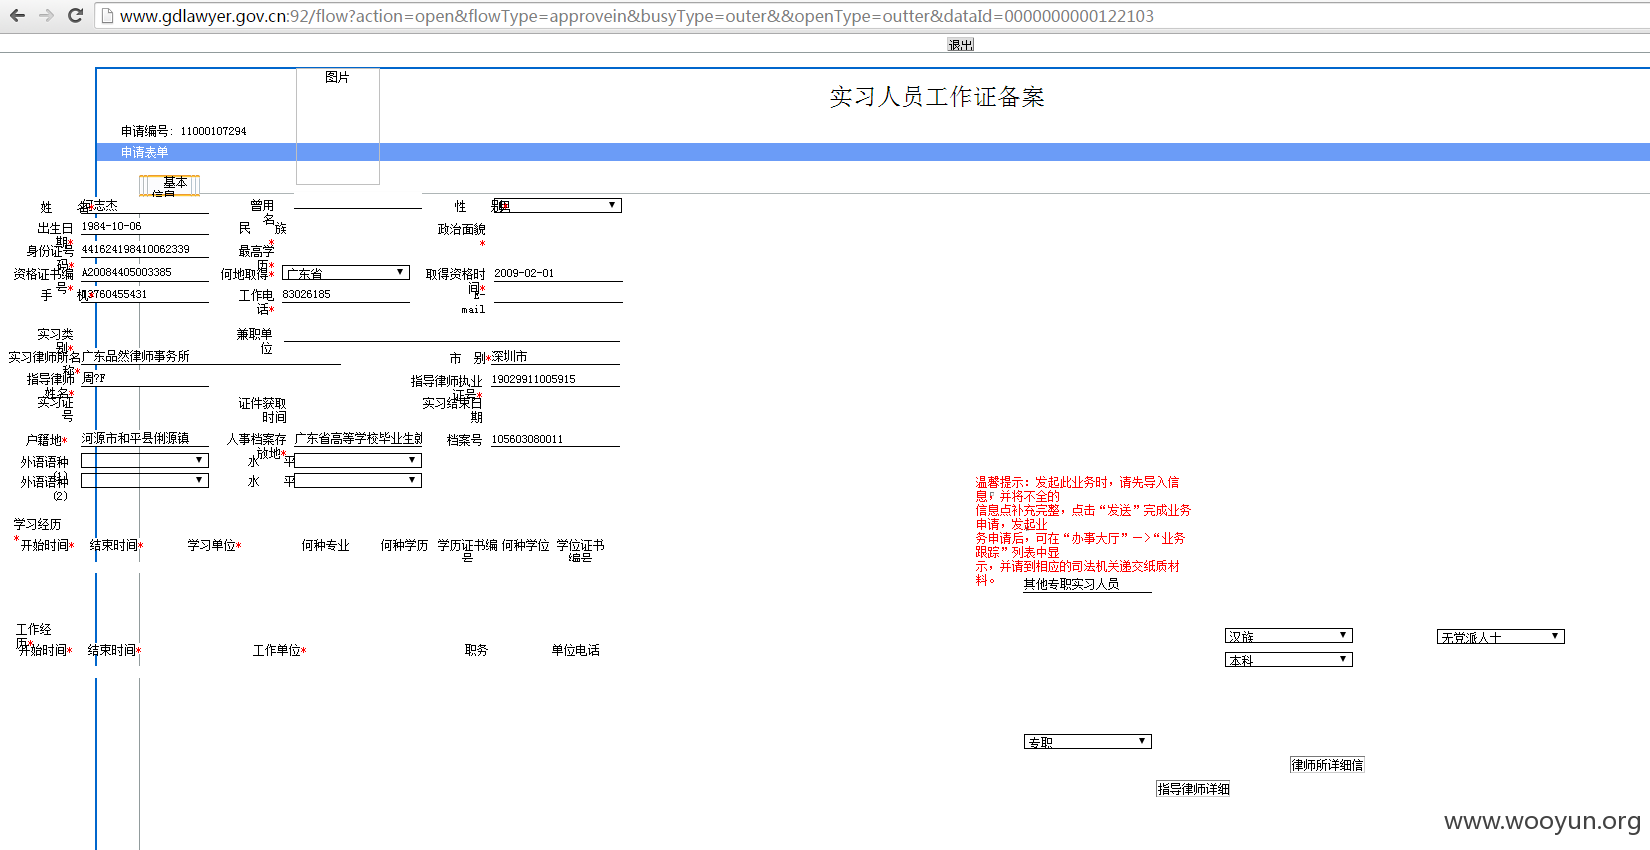 www.gdlawyer.gov.cn:92/flow?action=open&flowType=approvein&busyType=outer&&openType=outter&dataId=0000000000122103
退出
图片
实习人员工作证备案
申请编号: 11000107294
申请表单
基本
信息
姓 名* 何志杰 曾用名 性 别* 男
出生日期* 1984-10-06 民 族* 政治面貌*
身份证号码* 441624198410062339 最高学历*
资格证书编号* A20084405003385 何地取得* 广东省 取得资格时间* 2009-02-01
手 机* 13760455431 工作电话* 83026185 E-mail
实习类别* 兼职单位
实习律师所名称* 广东品然律师事务所 市 别* 深圳市
指导律师姓名* 周?F 指导律师执业证号* 19029911005915
实习证号 证件获取时间 实习结束日期
户籍地* 河源市和平县俐源镇 人事档案存放地* 广东省高等学校毕业生就 档案号 105603080011
外语语种(1) 水 平
外语语种(2) 水 平
温馨提示: 发起此业务时, 请先导入信
息, 并将不全的
信息点补充完整, 点击“发送”完成业务
申请, 发起业
务申请后, 可在“办事大厅”—>“业务
跟踪”列表中显
示, 并请到相应的司法机关递交纸质材
料。
学习经历*
开始时间* 结束时间* 学习单位* 何种专业 何种学历 学历证书编号 何种学位 学位证书编号
其他专职实习人员
工作经历*
开始时间* 结束时间* 工作单位* 职务 单位电话
汉族 无党派人士
本科
专职
律师所详细信
指导律师详细
www.wooyun.org